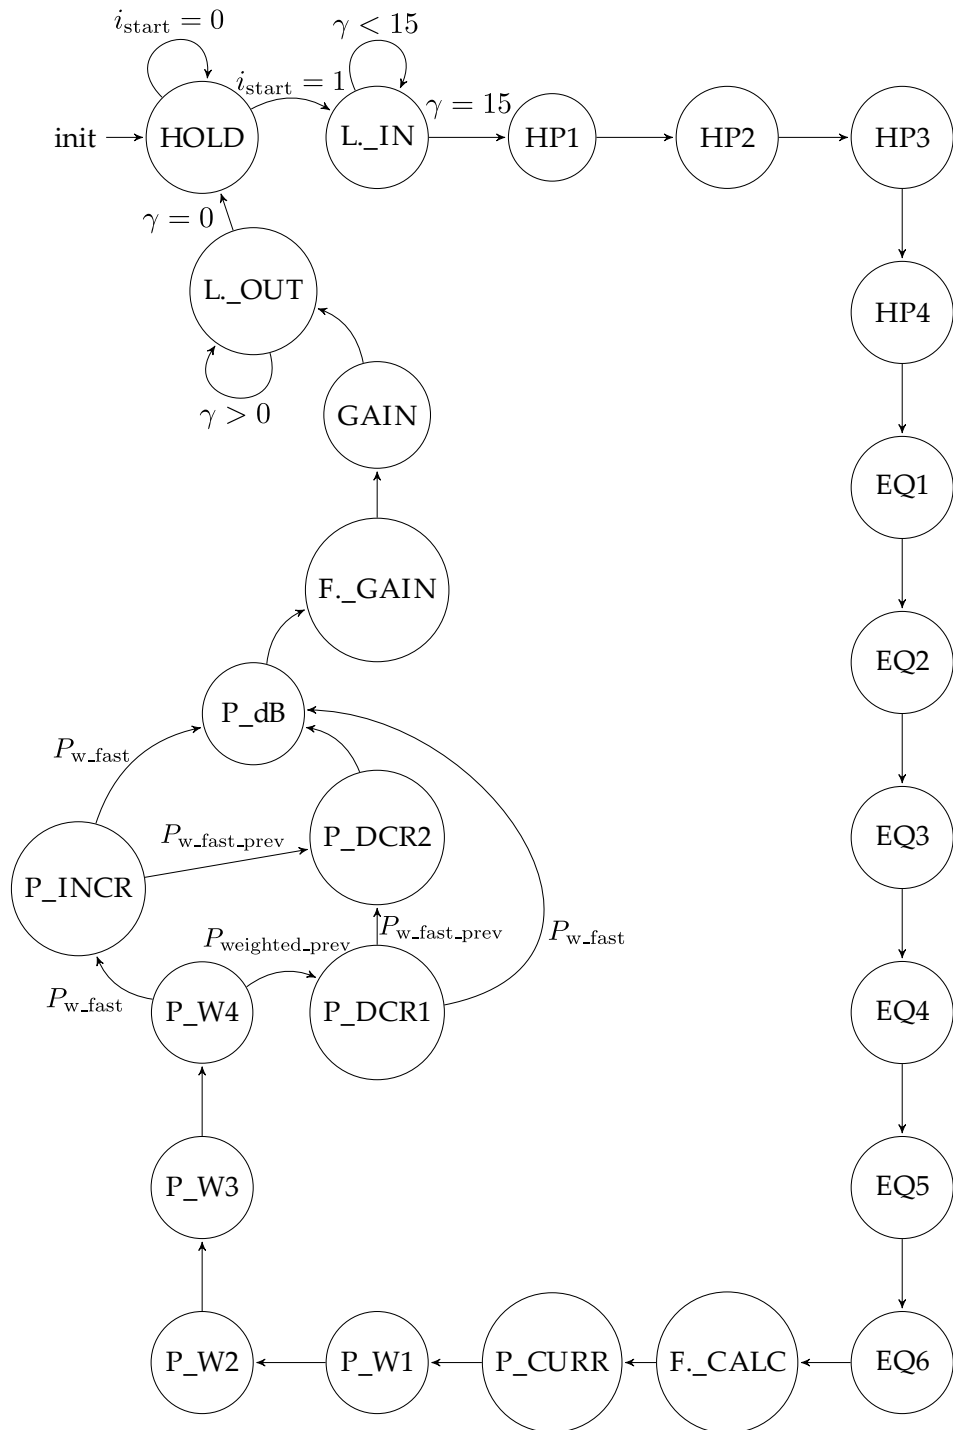 i_start = 0
γ < 15
i_start = 1
γ = 15
init
HOLD
L._IN
HP1
HP2
HP3
γ = 0
L._OUT
HP4
γ > 0
GAIN
EQ1
F._GAIN
EQ2
P_dB
P_w_fast
P_w_fast_prev
P_DCR2
EQ3
P_INCR
P_weighted_prev
P_w_fast_prev
P_w_fast
P_w_fast
P_W4
P_DCR1
EQ4
P_W3
EQ5
P_W2
P_W1
P_CURR
F._CALC
EQ6